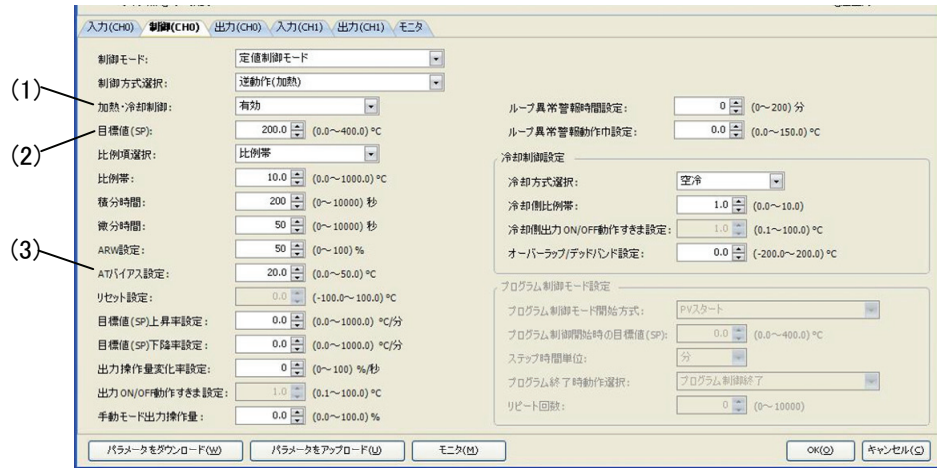 入力(CH0) 制御(CH0) 出力(CH0) 入力(CH1) 出力(CH1) モニタ
制御モード: 定値制御モード
制御方式選択: 逆動作(加熱)
(1) 加熱・冷却制御: 有効
(2) 目標値(SP): 200.0 (0.0～400.0) ℃
比例項選択: 比例帯
比例帯: 10.0 (0.0～1000.0) ℃
積分時間: 200 (0～10000) 秒
微分時間: 50 (0～10000) 秒
ARW設定: 50 (0～100) %
(3) ATバイアス設定: 20.0 (0.0～50.0) ℃
リセット設定: 0.0 (-100.0～100.0) ℃
目標値(SP)上昇率設定: 0.0 (0.0～1000.0) ℃/分
目標値(SP)下降率設定: 0.0 (0.0～1000.0) ℃/分
出力操作量変化率設定: 0 (0～100) %/秒
出力ON/OFF動作すきま設定: 1.0 (0.1～100.0) ℃
手動モード出力操作量: 0.0 (0.0～100.0) %
ループ異常警報時間設定: 0 (0～200) 分
ループ異常警報動作巾設定: 0.0 (0.0～150.0) ℃
冷却制御設定
冷却方式選択: 空冷
冷却側比例帯: 1.0 (0.0～10.0)
冷却側出力ON/OFF動作すきま設定: 1.0 (0.1～100.0) ℃
オーバーラップ/デッドバンド設定: 0.0 (-200.0～200.0) ℃
プログラム制御モード設定
プログラム制御モード開始方式: PVスタート
プログラム制御開始時の目標値(SP): 0.0 (0.0～400.0) ℃
ステップ時間単位: 分
プログラム終了時動作選択: プログラム制御終了
リピート回数: 0 (0～10000)
パラメータをダウンロード(W) パラメータをアップロード(U) モニタ(M) OK(O) キャンセル(C)